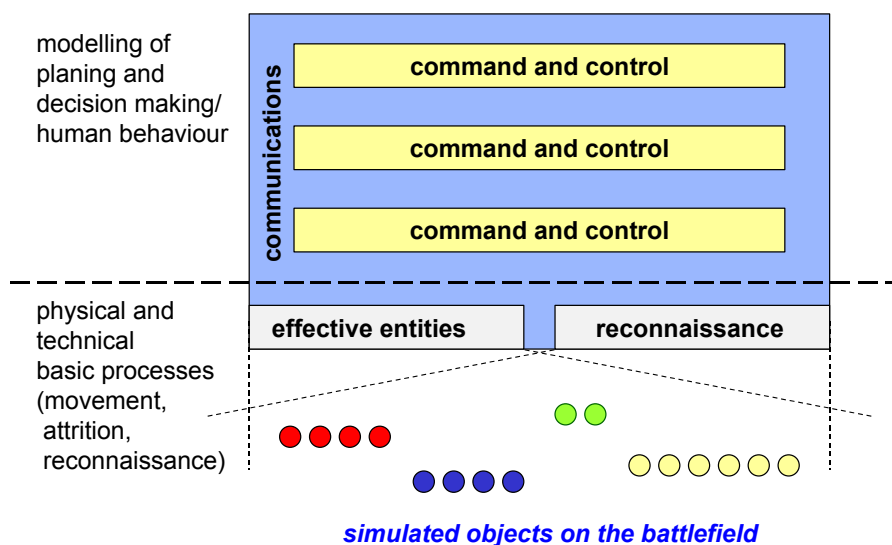 modelling of
planing and
decision making/
human behaviour
communications
command and control
command and control
command and control
physical and
technical
basic processes
(movement,
attrition,
reconnaissance)
effective entities
reconnaissance
simulated objects on the battlefield